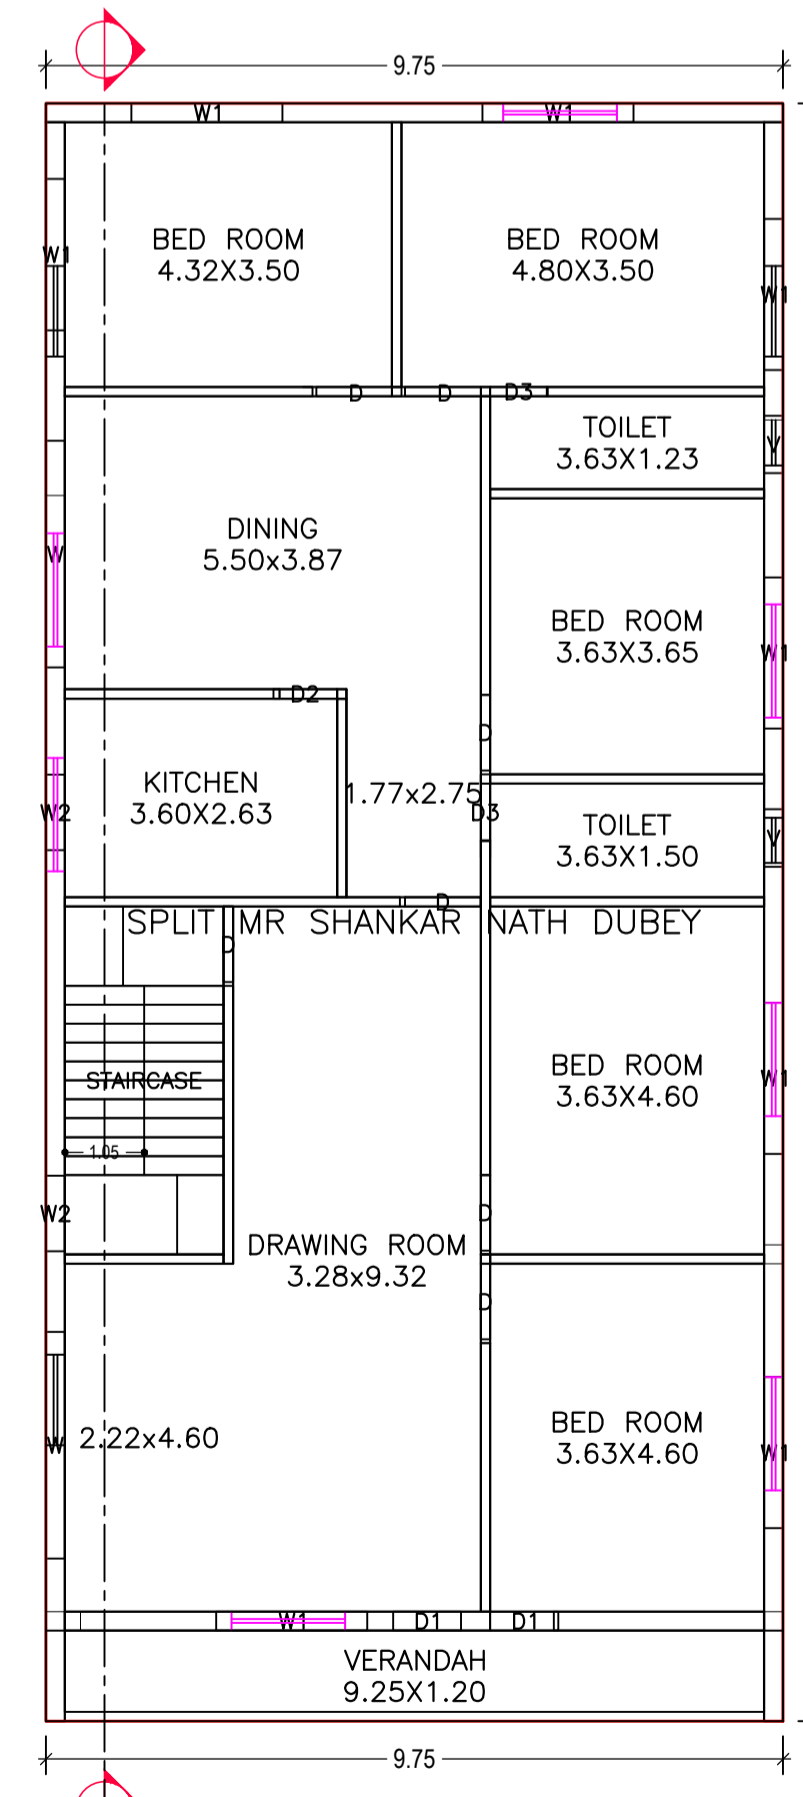 9.75
W1 W1
BED ROOM
4.32X3.50
BED ROOM
4.80X3.50
W1
W1
D D D3
TOILET
3.63X1.23
V
DINING
5.50x3.87
W
BED ROOM
3.63X3.65
W1
D2
D
KITCHEN
3.60X2.63
1.77x2.75
W2
D3
TOILET
3.63X1.50
V
D
SPLIT MR SHANKAR NATH DUBEY
D
STAIRCASE
BED ROOM
3.63X4.60
W1
1.05
W2
D
DRAWING ROOM
3.28x9.32
D
W
2.22x4.60
BED ROOM
3.63X4.60
W1
W1 D1 D1
VERANDAH
9.25X1.20
9.75